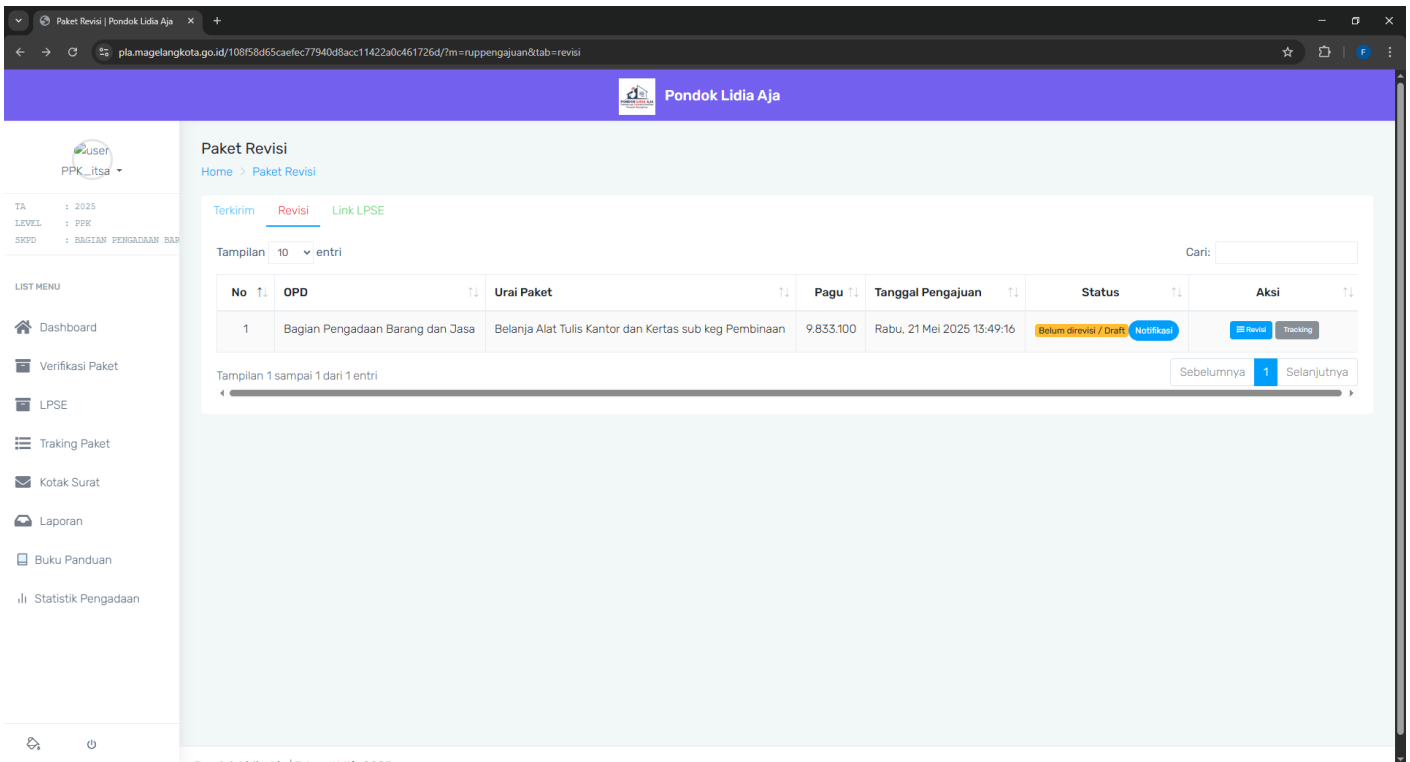 Paket Revisi | Pondok Lidia Aja
pla.magelangkota.go.id/108f58d65caefec77940d8acc11422a0c461726d/?m=ruppengajuan&tab=revisi
F
Pondok Lidia Aja
user
PPK_itsa
TA : 2025
LEVEL : PPK
SKPD : BAGIAN PENGADAAN BAR
LIST MENU
Dashboard
Verifikasi Paket
LPSE
Traking Paket
Kotak Surat
Laporan
Buku Panduan
Statistik Pengadaan
Paket Revisi
Home > Paket Revisi
Terkirim Revisi Link LPSE
Tampilan 10 entri Cari:
No OPD Urai Paket Pagu Tanggal Pengajuan Status Aksi
1 Bagian Pengadaan Barang dan Jasa Belanja Alat Tulis Kantor dan Kertas sub keg Pembinaan 9.833.100 Rabu, 21 Mei 2025 13:49:16 Belum direvisi / Draft Notifikasi Revisi Tracking
Tampilan 1 sampai 1 dari 1 entri Sebelumnya 1 Selanjutnya